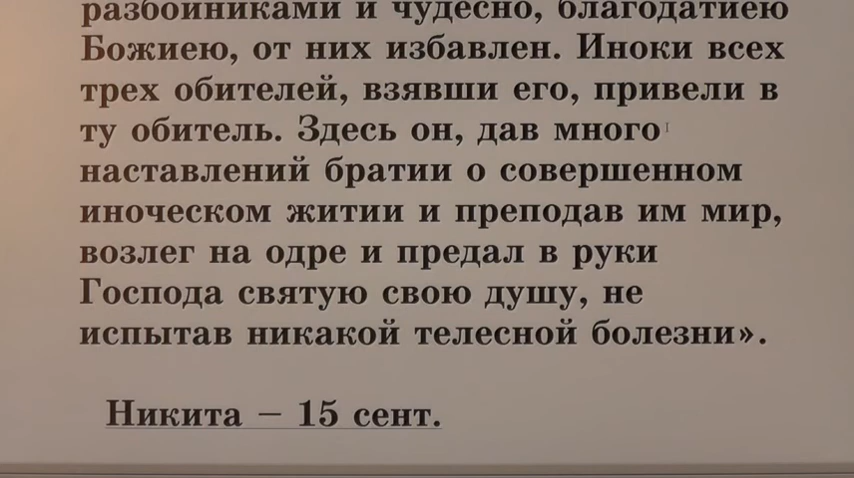 разбойниками и чудесно, благодатиею
Божиею, от них избавлен. Иноки всех
трех обителей, взявши его, привели в
ту обитель. Здесь он, дав много
наставлений братии о совершенном
иноческом житии и преподав им мир,
возлег на одре и предал в руки
Господа святую свою душу, не
испытав никакой телесной болезни».
Никита – 15 сент.